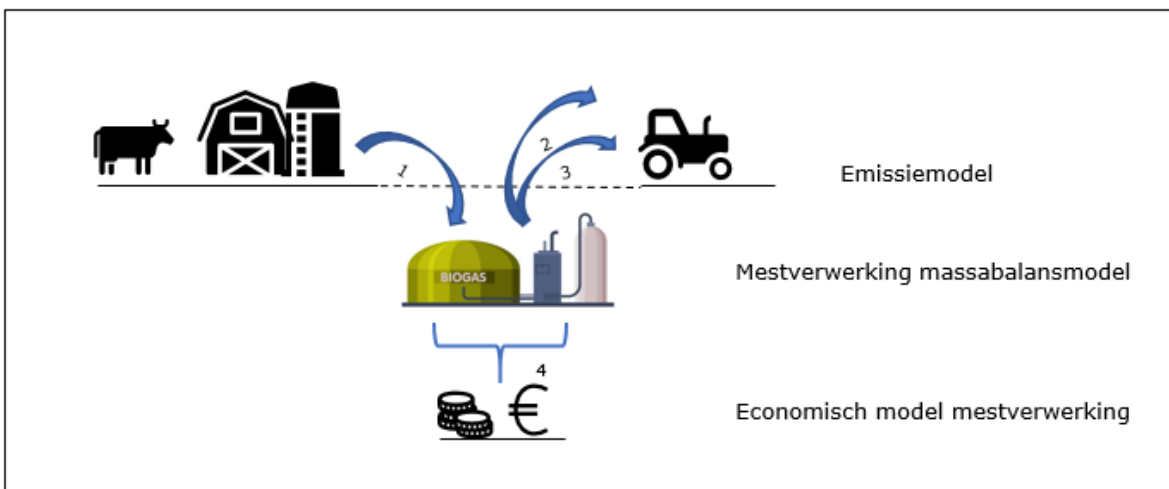 1
2
3
Emissiemodel
BIOGAS
Mestverwerking massabalansmodel
4
€
Economisch model mestverwerking